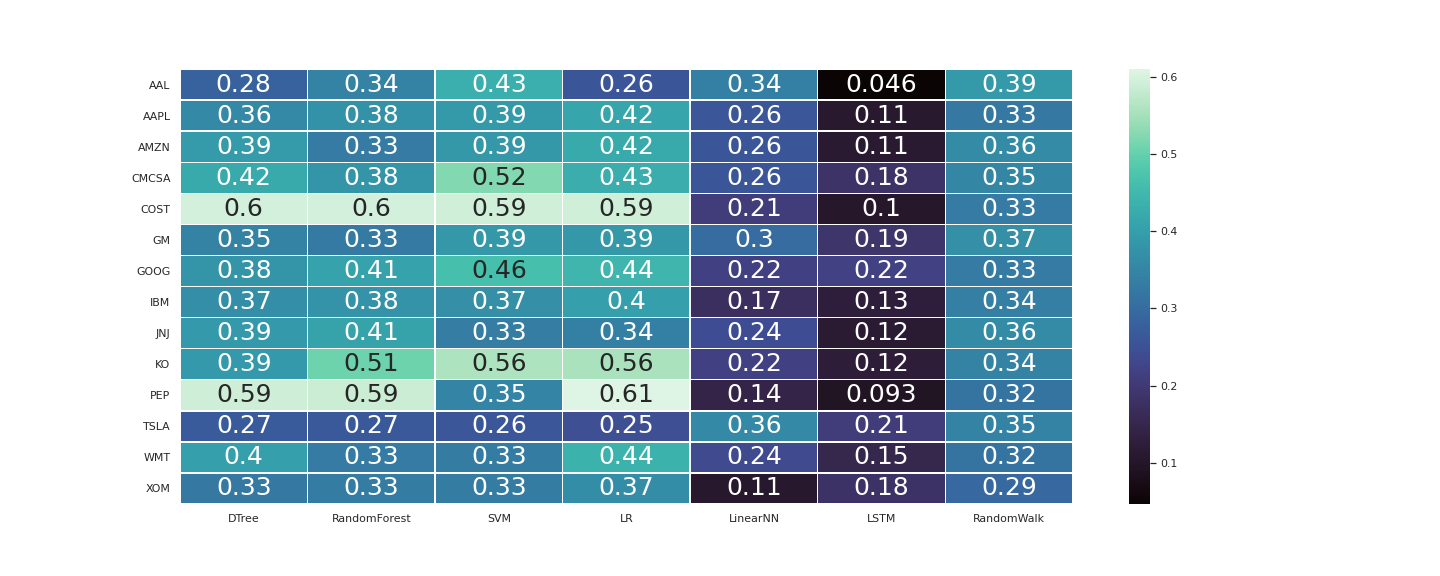 AAL 0.28 0.34 0.43 0.26 0.34 0.046 0.39
AAPL 0.36 0.38 0.39 0.42 0.26 0.11 0.33
AMZN 0.39 0.33 0.39 0.42 0.26 0.11 0.36
CMCSA 0.42 0.38 0.52 0.43 0.26 0.18 0.35
COST 0.6 0.6 0.59 0.59 0.21 0.1 0.33
GM 0.35 0.33 0.39 0.39 0.3 0.19 0.37
GOOG 0.38 0.41 0.46 0.44 0.22 0.22 0.33
IBM 0.37 0.38 0.37 0.4 0.17 0.13 0.34
JNJ 0.39 0.41 0.33 0.34 0.24 0.12 0.36
KO 0.39 0.51 0.56 0.56 0.22 0.12 0.34
PEP 0.59 0.59 0.35 0.61 0.14 0.093 0.32
TSLA 0.27 0.27 0.26 0.25 0.36 0.21 0.35
WMT 0.4 0.33 0.33 0.44 0.24 0.15 0.32
XOM 0.33 0.33 0.33 0.37 0.11 0.18 0.29
DTree RandomForest SVM LR LinearNN LSTM RandomWalk
0.6
0.5
0.4
0.3
0.2
0.1